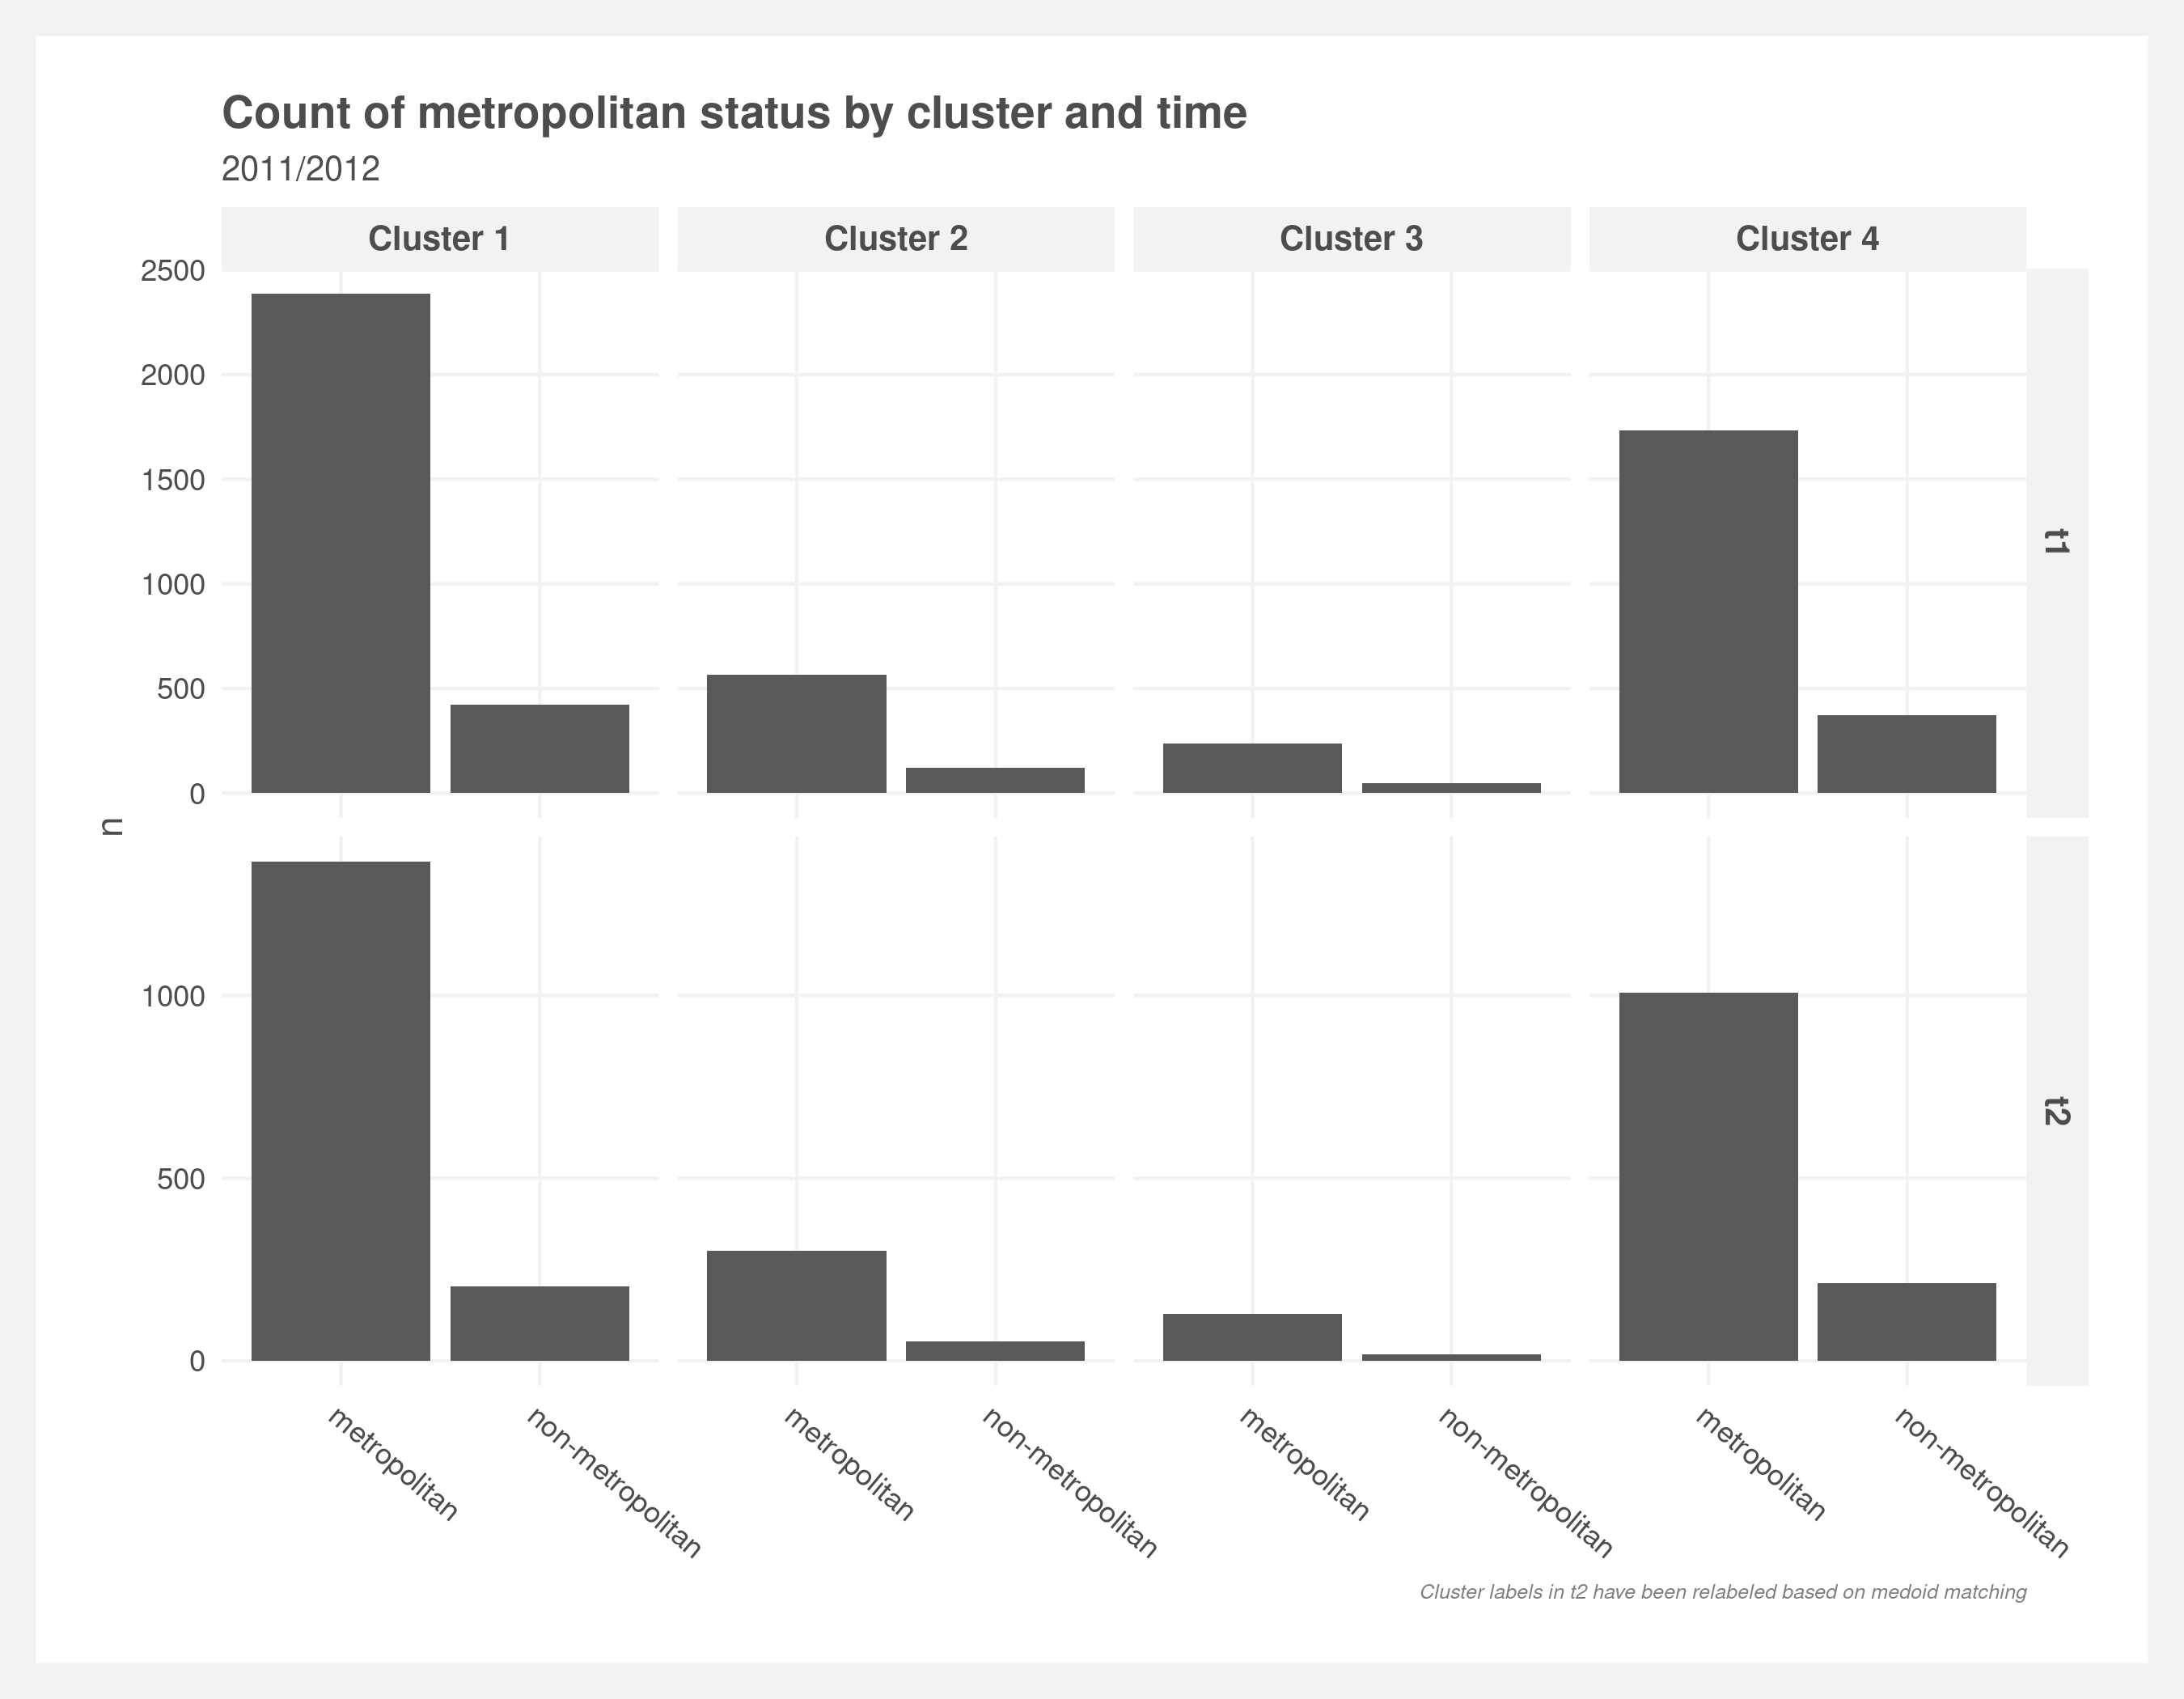 Count of metropolitan status by cluster and time
2011/2012
Cluster 1
Cluster 2
Cluster 3
Cluster 4
2500
2000
1500
1000
500
0
t1
n
1000
500
0
t2
metropolitan
non-metropolitan
metropolitan
non-metropolitan
metropolitan
non-metropolitan
metropolitan
non-metropolitan
Cluster labels in t2 have been relabeled based on medoid matching